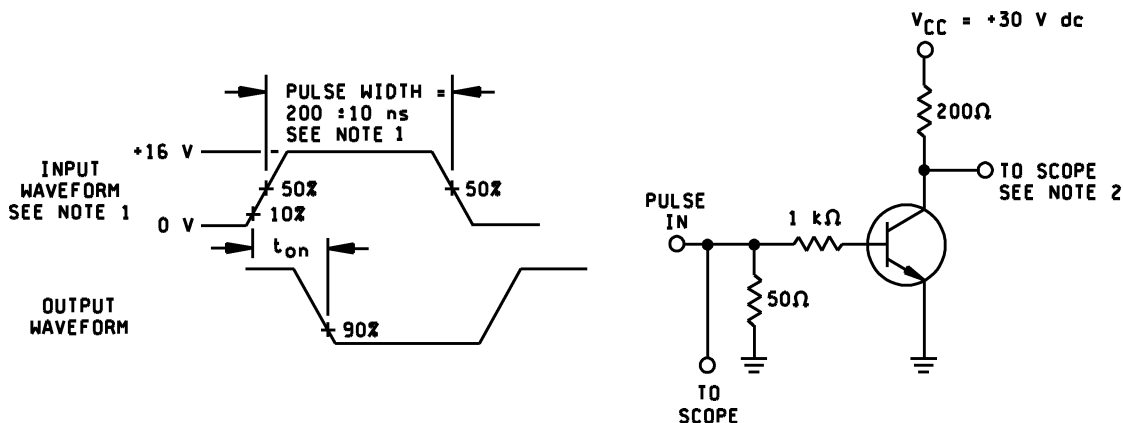 PULSE WIDTH =
200 ±10 ns
SEE NOTE 1
+16 V
INPUT
WAVEFORM
SEE NOTE 1
50%
50%
10%
0 V
ton
OUTPUT
WAVEFORM
90%
VCC = +30 V dc
200Ω
TO SCOPE
SEE NOTE 2
PULSE
IN
1 kΩ
50Ω
TO
SCOPE